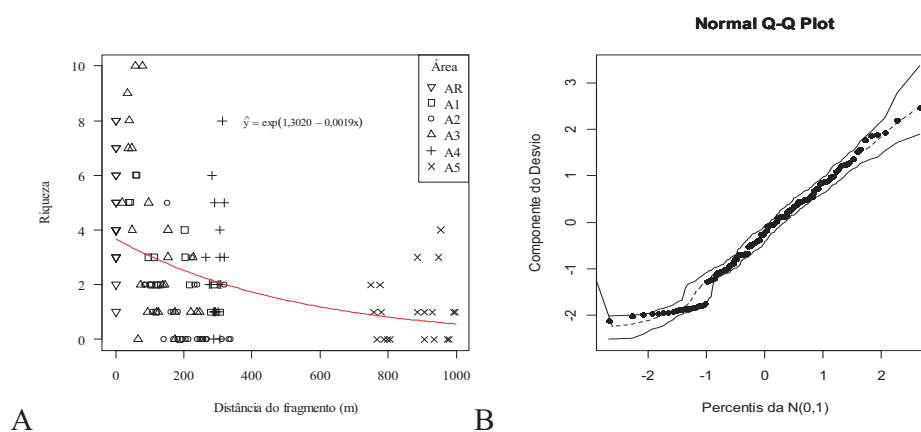 Normal Q-Q Plot
Riqueza
10
8
6
4
2
0
0
200
400
600
800
1000
Distância do fragmento (m)
Área
AR
A1
A2
A3
A4
A5
ŷ = exp(1,3020 − 0,0019x)
A
Componente do Desvio
3
2
1
0
-1
-2
-2
-1
0
1
2
Percentis da N(0,1)
B